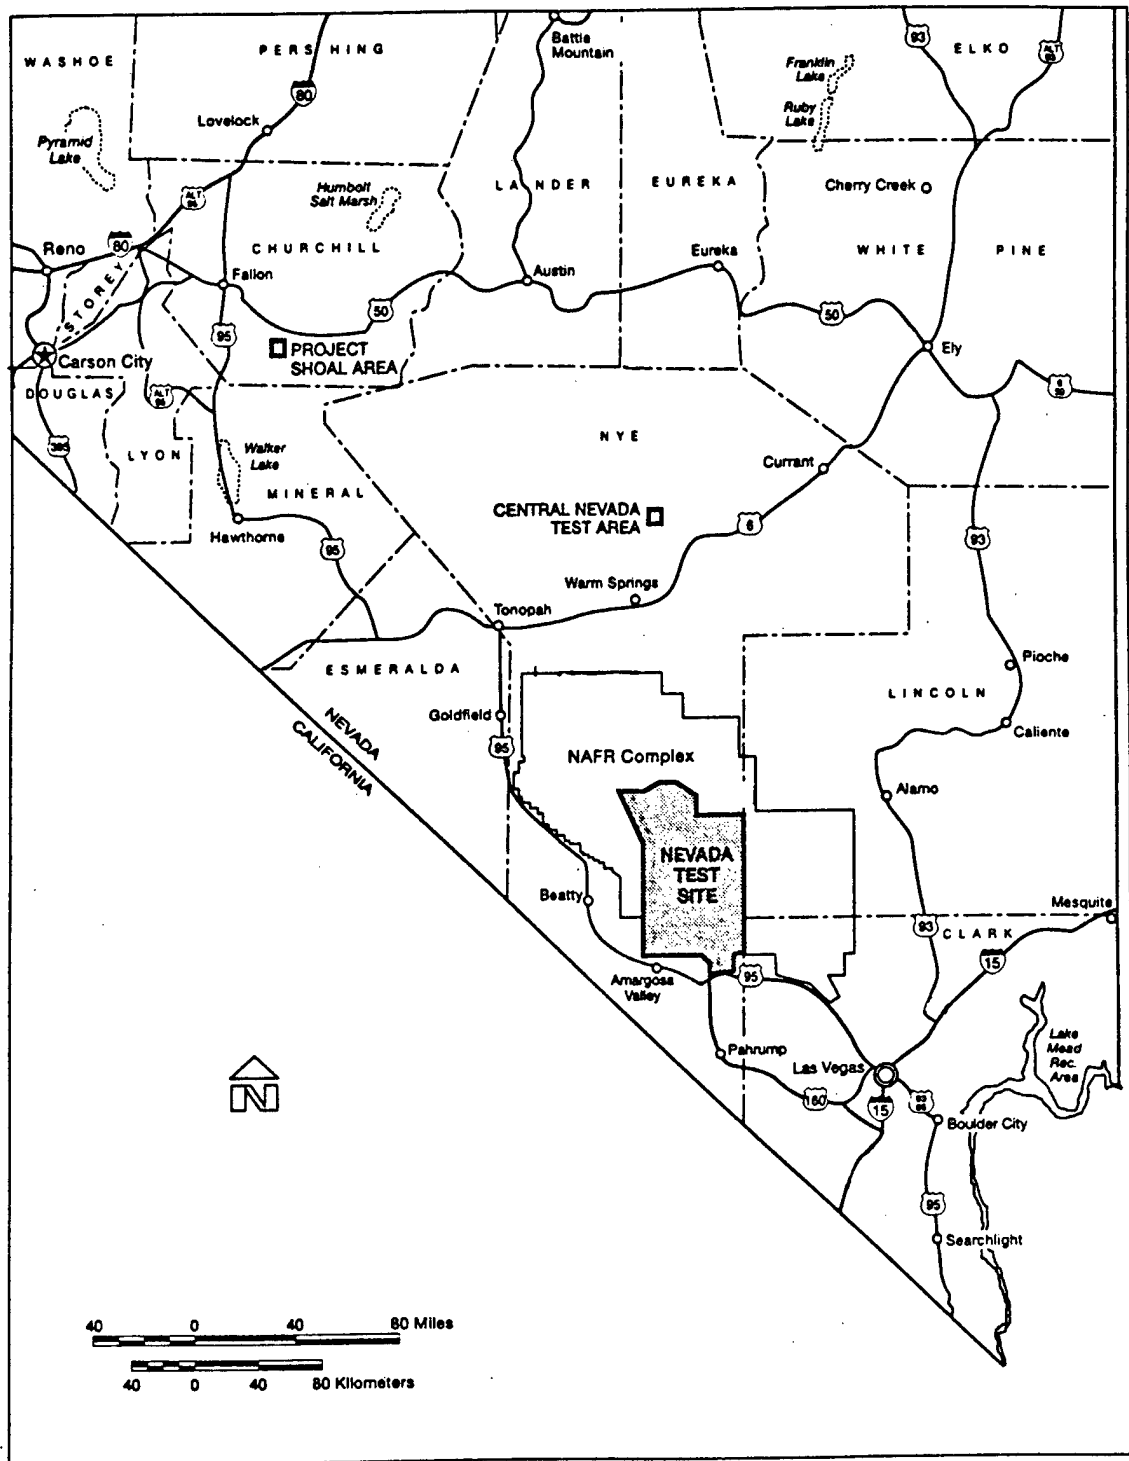 WASHOE
PERSHING
Battle
Mountain
93
ELKO
ALT
93
Franklin
Lake
Ruby
Lake
80
Lovelock
Pyramid
Lake
ALT
95
Humbolt
Salt Marsh
LANDER
EUREKA
Cherry Creek
Reno
80
CHURCHILL
Eureka
WHITE PINE
STOREY
Fallon
Austin
50
50
95
PROJECT
SHOAL AREA
Ely
Carson City
DOUGLAS
ALT
95
6
50
395
LYON
Walker
Lake
NYE
Currant
MINERAL
CENTRAL NEVADA
TEST AREA
6
93
Hawthorne
95
Warm Springs
Tonopah
ESMERALDA
Pioche
LINCOLN
Goldfield
NEVADA
CALIFORNIA
95
Caliente
NAFR Complex
Alamo
NEVADA
TEST
SITE
Beatty
Mesquite
93
CLARK
15
Amargosa
Valley
95
Lake
Mead
Rec.
Area
Pahrump
Las Vegas
160
15
93
95
Boulder City
N
95
Searchlight
40 0 40 80 Miles
40 0 40 80 Kilometers